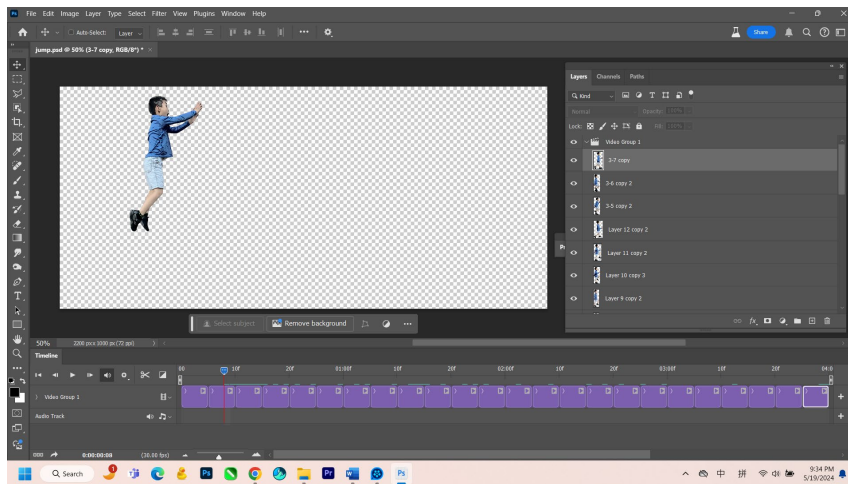 Ps File Edit Image Layer Type Select Filter View Plugins Window Help
Auto-Select: Layer Share
jump.psd @ 50% (3-7 copy, RGB/8*) * ×
Layers Channels Paths
Kind
Normal Opacity: 100%
Lock: Fill: 100%
Video Group 1
3-7 copy
3-6 copy 2
3-5 copy 2
Layer 12 copy 2
Layer 11 copy 2
Layer 10 copy 3
Layer 9 copy 2
Select subject Remove background
50% 2200 px x 1000 px (72 ppi)
Timeline
00 10f 20f 01:00f 10f 20f 02:00f 10f 20f 03:00f 10f 20f 04:0
Video Group 1
Audio Track
0:00:00:08 (30.00 fps)
Search Ps Pr Ps 中 拼 9:34 PM
5/19/2024